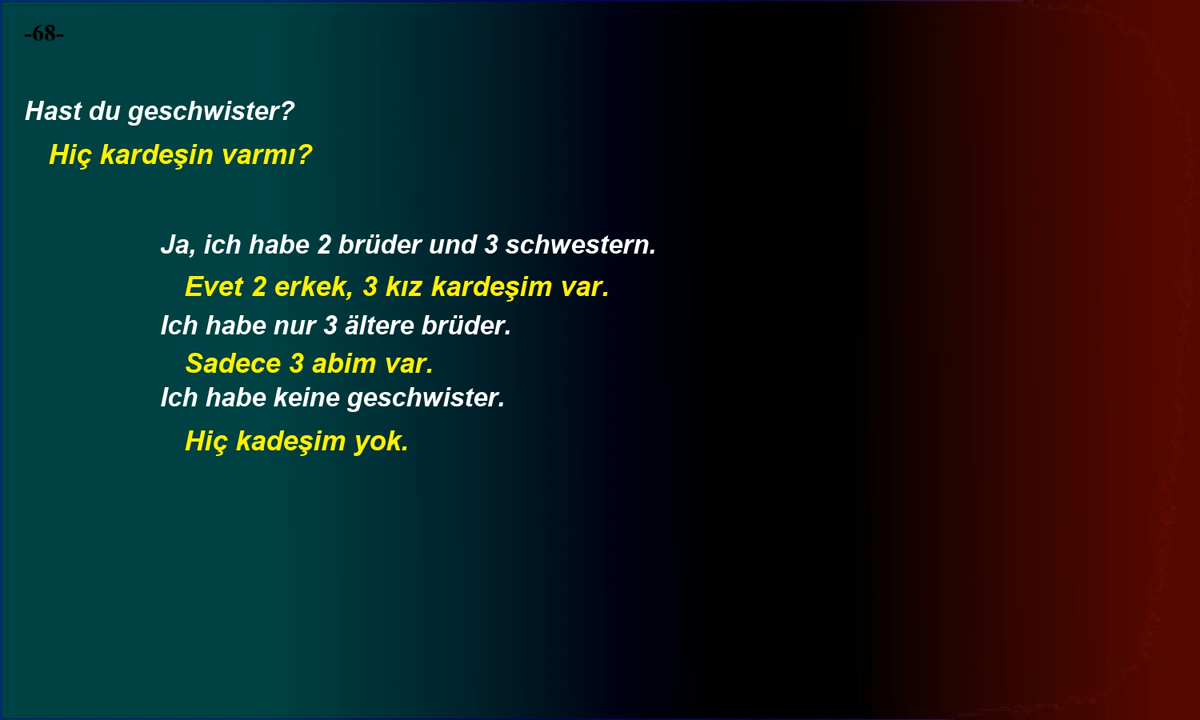 -68-
Hast du geschwister?
Hiç kardeşin varmı?
Ja, ich habe 2 brüder und 3 schwestern.
Evet 2 erkek, 3 kız kardeşim var.
Ich habe nur 3 ältere brüder.
Sadece 3 abim var.
Ich habe keine geschwister.
Hiç kadeşim yok.